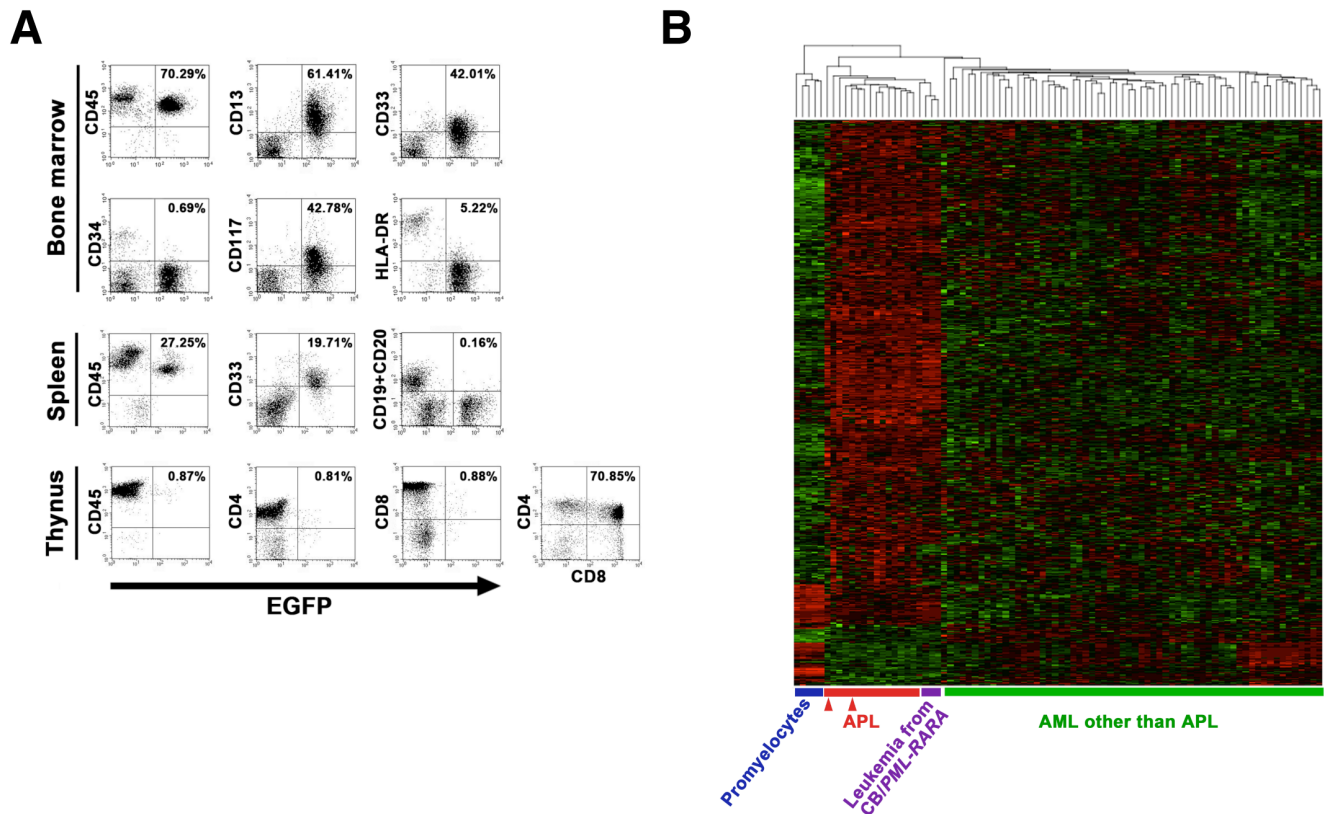 A
B
Bone marrow
CD45
70.29%
CD13
61.41%
CD33
42.01%
CD34
0.69%
CD117
42.78%
HLA-DR
5.22%
Spleen
CD45
27.25%
CD33
19.71%
CD19+CD20
0.16%
Thynus
CD45
0.87%
CD4
0.81%
CD8
0.88%
CD4
70.85%
CD8
EGFP
Promyelocytes
APL
Leukemia from
CB/PML-RARA
AML other than APL